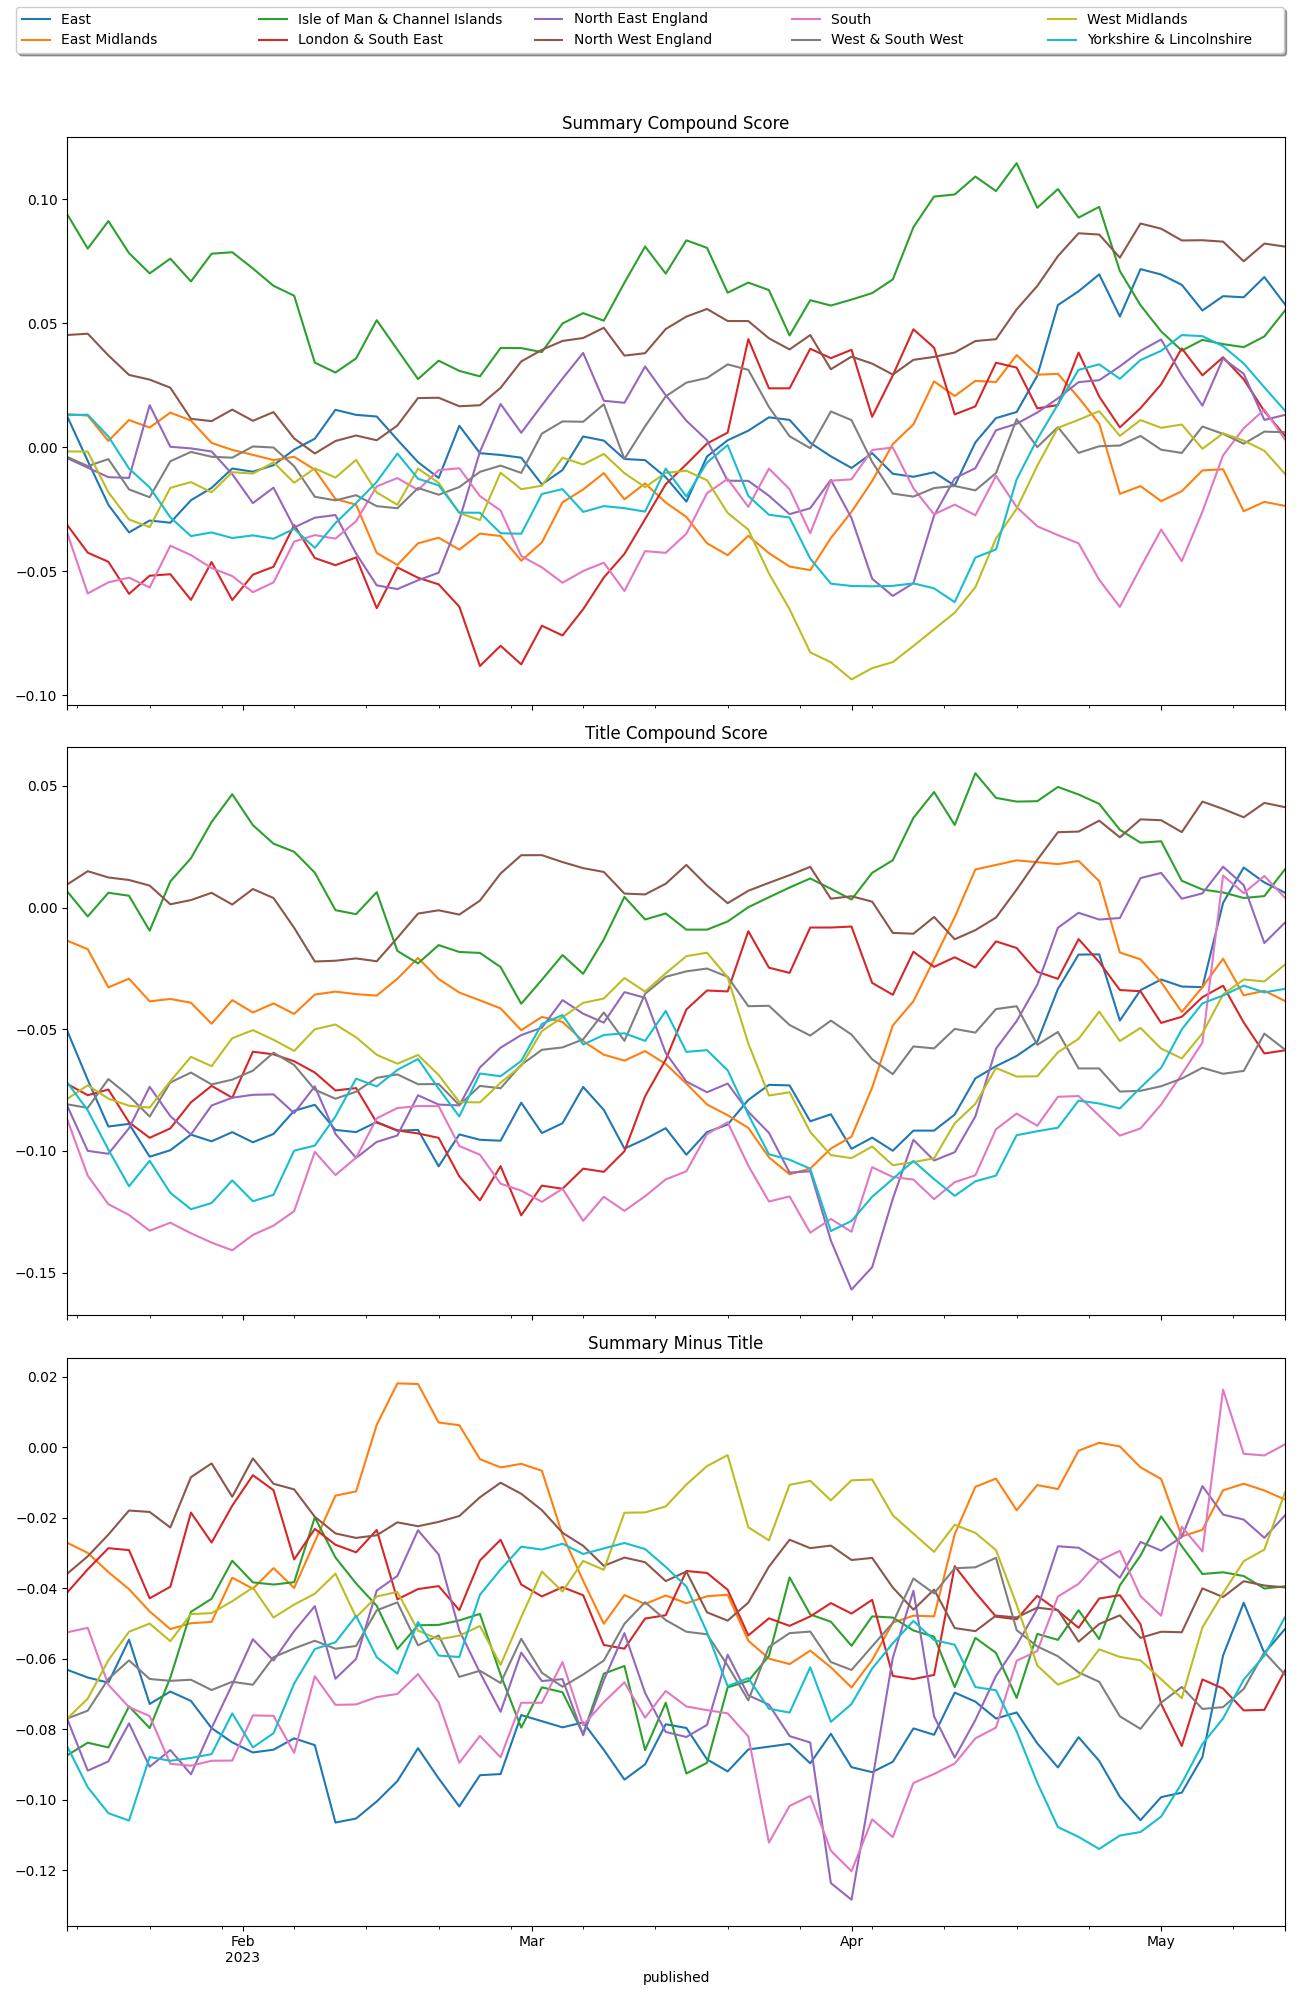 East Isle of Man & Channel Islands North East England South West Midlands
East Midlands London & South East North West England West & South West Yorkshire & Lincolnshire
Summary Compound Score
0.10
0.05
0.00
−0.05
−0.10
Title Compound Score
0.05
0.00
−0.05
−0.10
−0.15
Summary Minus Title
0.02
0.00
−0.02
−0.04
−0.06
−0.08
−0.10
−0.12
Feb Mar Apr May
2023
published